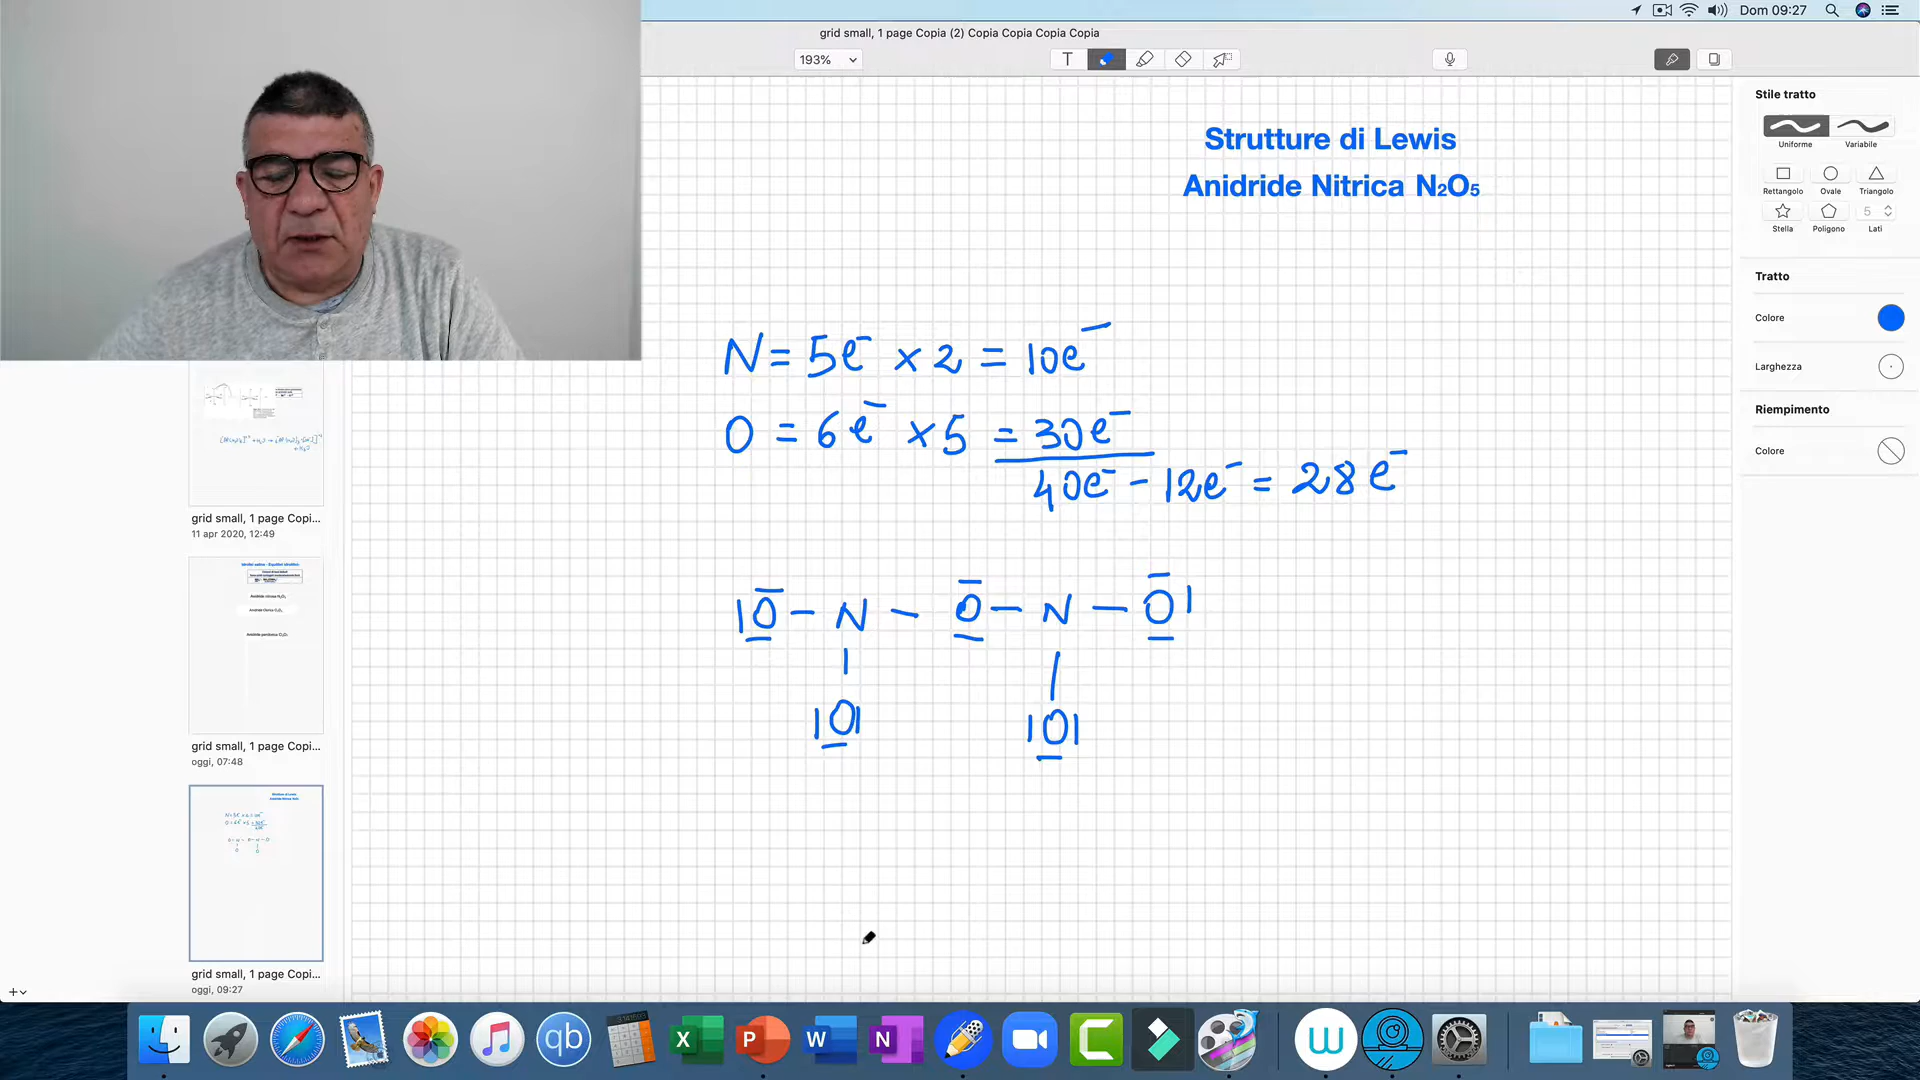 Dom 09:27
grid small, 1 page Copia (2) Copia Copia Copia Copia
193%
T
Strutture di Lewis
Anidride Nitrica N₂O₅
N = 5e⁻ × 2 = 10e⁻
O = 6e⁻ × 5 = 30e⁻
40e⁻ - 12e⁻ = 28e⁻
|O - N - O - N - O|
|O| |O|
Stile tratto
Uniforme Variabile
Rettangolo Ovale Triangolo
5
Stella Poligono Lati
Tratto
Colore
Larghezza
Riempimento
Colore
grid small, 1 page Copi...
11 apr 2020, 12:49
grid small, 1 page Copi...
oggi, 07:48
grid small, 1 page Copi...
oggi, 09:27
qb
X
P
W
N